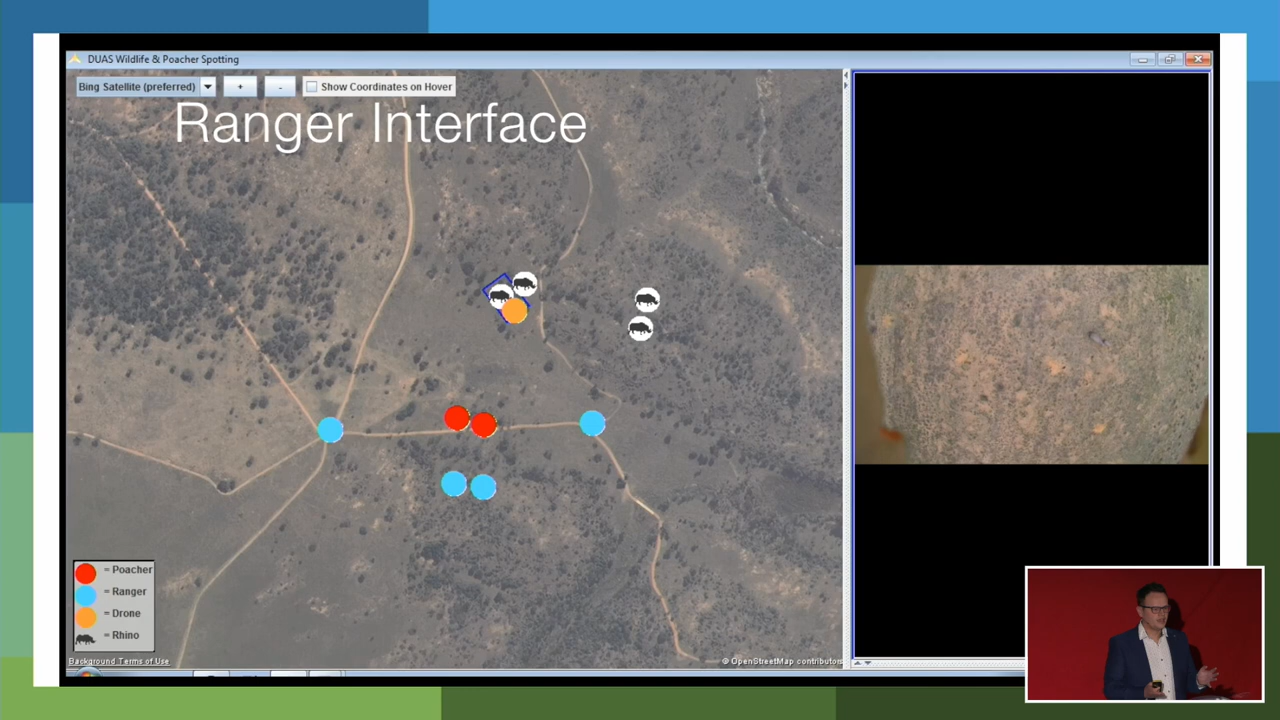 DUAS Wildlife & Poacher Spotting
Bing Satellite (preferred)
+
-
Show Coordinates on Hover
Ranger Interface
= Poacher
= Ranger
= Drone
= Rhino
Background Terms of Use
© OpenStreetMap contributors